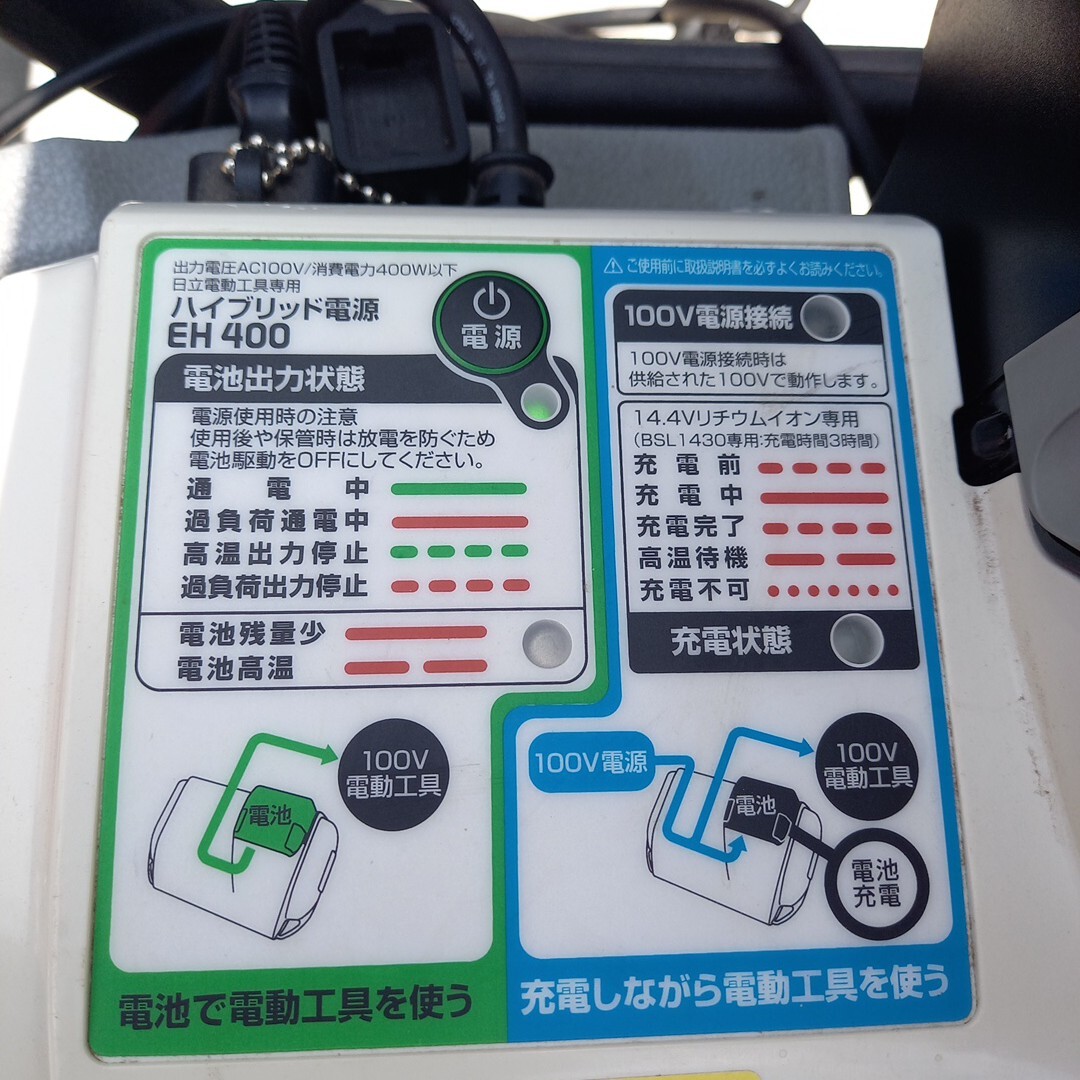 出力電圧AC100V/消費電力400W以下
日立電動工具専用
ハイブリッド電源
EH 400
電源
電池出力状態
電源使用時の注意
使用後や保管時は放電を防ぐため
電池駆動をOFFにしてください。
通電中
過負荷通電中
高温出力停止
過負荷出力停止
電池残量少
電池高温
100V
電動工具
電池
電池で電動工具を使う
ご使用前に取扱説明書を必ずよくお読みください。
100V電源接続
100V電源接続時は
供給された100Vで動作します。
14.4Vリチウムイオン専用
(BSL1430専用:充電時間3時間)
充電前
充電中
充電完了
高温待機
充電不可
充電状態
100V電源
100V
電動工具
電池
電池
充電
充電しながら電動工具を使う